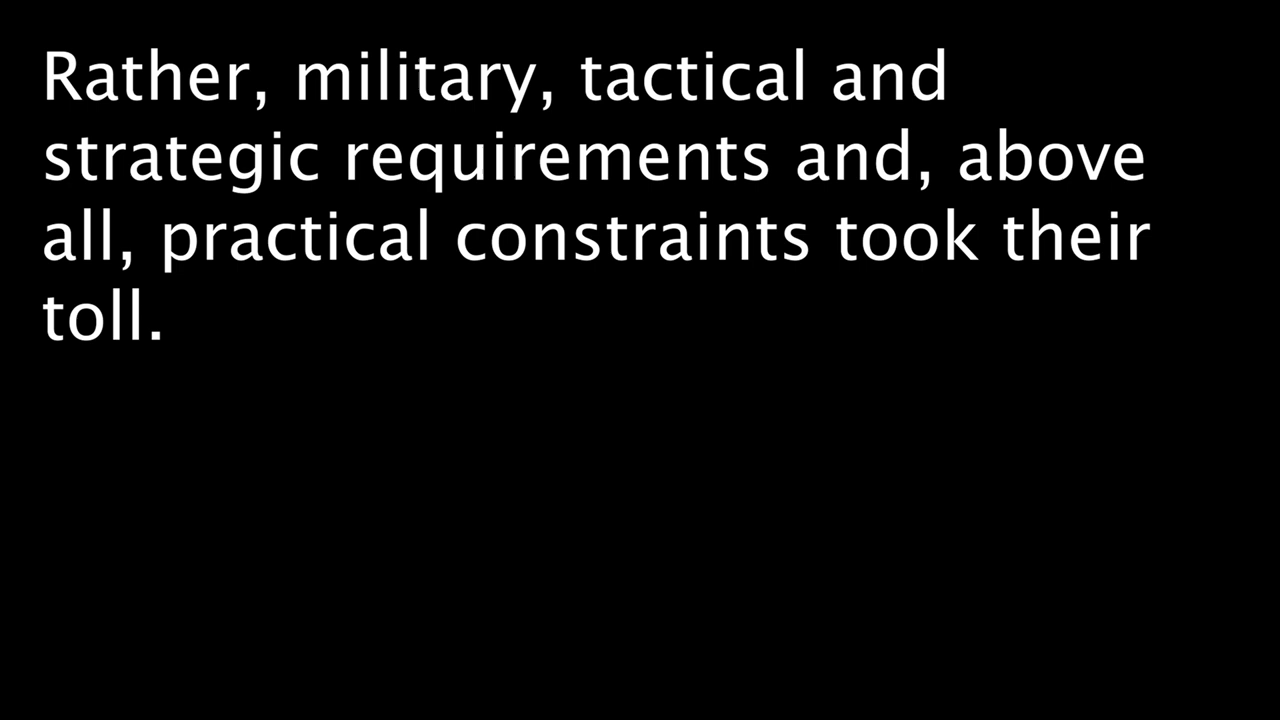 Rather, military, tactical and
strategic requirements and, above
all, practical constraints took their
toll.